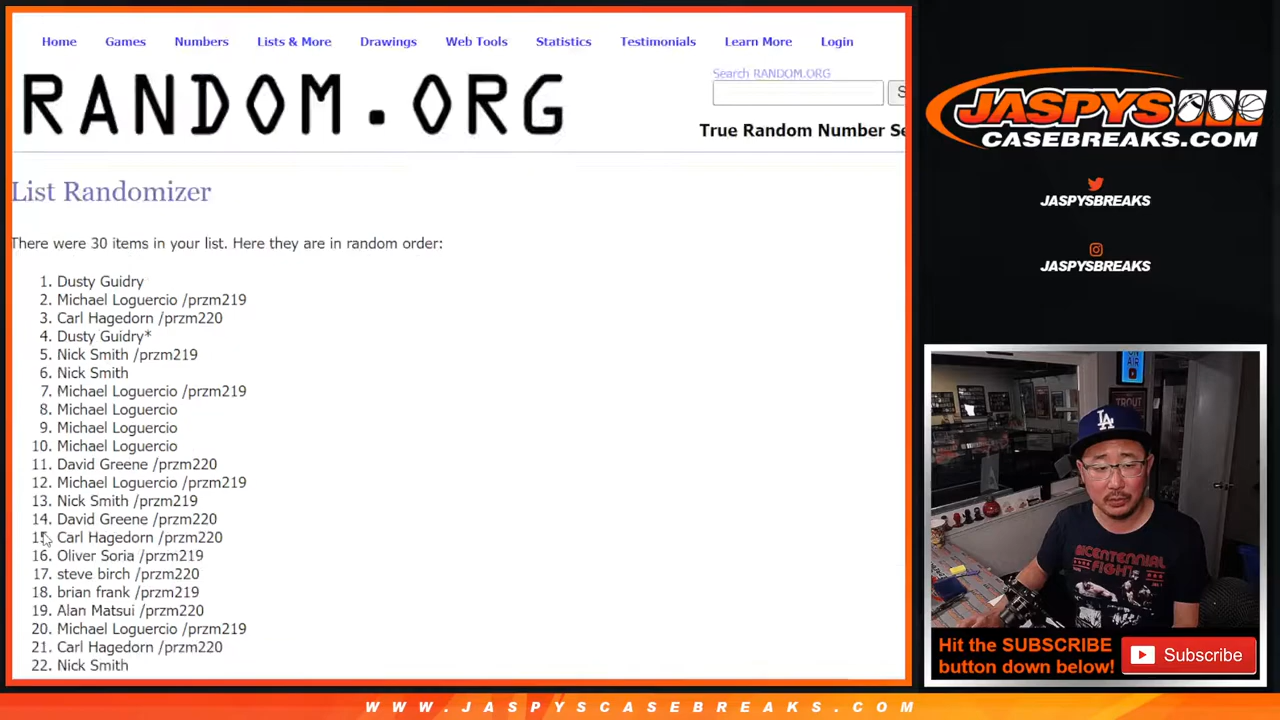 Home Games Numbers Lists & More Drawings Web Tools Statistics Testimonials Learn More Login
RANDOM.ORG
Search RANDOM.ORG
True Random Number Se
List Randomizer
There were 30 items in your list. Here they are in random order:
1. Dusty Guidry
2. Michael Loguercio /przm219
3. Carl Hagedorn /przm220
4. Dusty Guidry*
5. Nick Smith /przm219
6. Nick Smith
7. Michael Loguercio /przm219
8. Michael Loguercio
9. Michael Loguercio
10. Michael Loguercio
11. David Greene /przm220
12. Michael Loguercio /przm219
13. Nick Smith /przm219
14. David Greene /przm220
15. Carl Hagedorn /przm220
16. Oliver Soria /przm219
17. steve birch /przm220
18. brian frank /przm219
19. Alan Matsui /przm220
20. Michael Loguercio /przm219
21. Carl Hagedorn /przm220
22. Nick Smith
JASPYS
CASEBREAKS.COM
JASPYSBREAKS
JASPYSBREAKS
ON
AIR
TROUT
LA
BICENTENNIAL
FIGHT
Hit the SUBSCRIBE
button down below!
Subscribe
WWW.JASPYSCASEBREAKS.COM